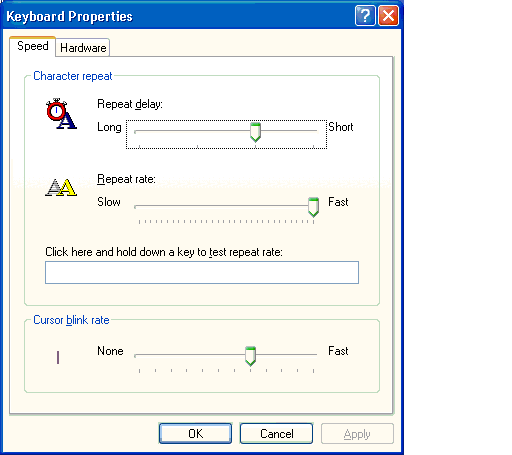 Keyboard Properties
Speed
Hardware
Character repeat
Repeat delay:
Long
Short
Repeat rate:
Slow
Fast
Click here and hold down a key to test repeat rate:
Cursor blink rate
None
Fast
OK
Cancel
Apply